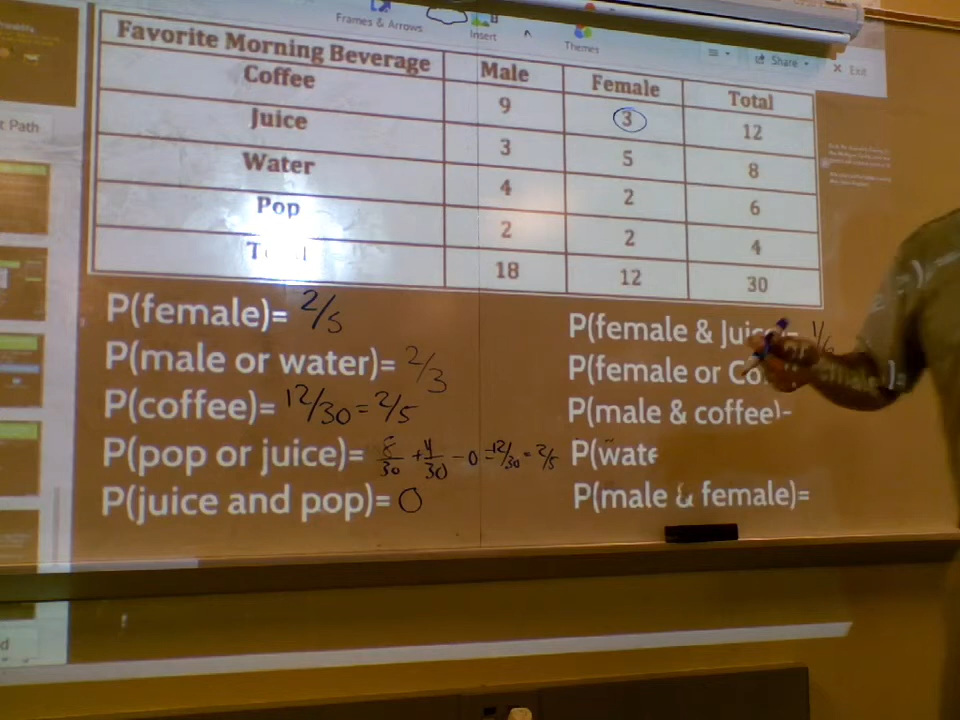 Frames & Arrows
Insert
Themes
Share
Exit
t Path
Favorite Morning Beverage Male Female Total
Coffee 9 3 12
Juice 3 5 8
Water 4 2 6
Pop 2 2 4
18 12 30
P(female)= 2/5
P(male or water)= 2/3
P(coffee)= 12/30 = 2/5
P(pop or juice)= 8/30 + 4/30 - 0 = 12/30 = 2/5
P(juice and pop)= 0
P(female &
P(female or
P(male & coffee)-
P(wate
P(male & female)=
d